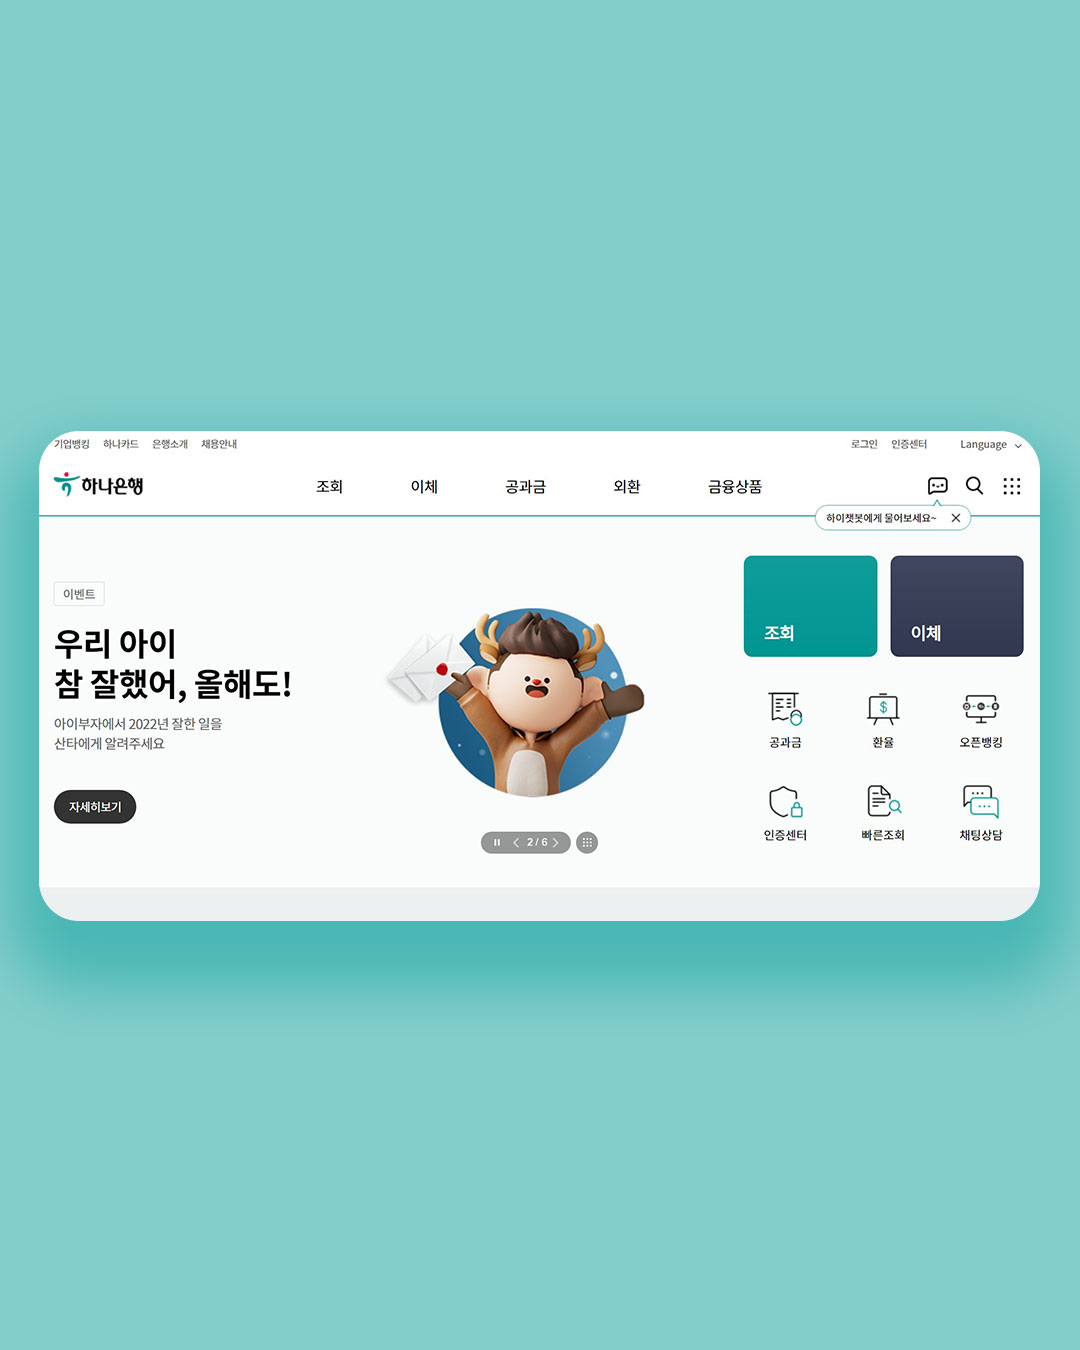 기업뱅킹 하나카드 은행소개 채용안내
로그인 인증센터 Language
하나은행
조회 이체 공과금 외환 금융상품
하이챗봇에게 물어보세요~
이벤트
우리 아이
참 잘했어, 올해도!
아이부자에서 2022년 잘한 일을
산타에게 알려주세요
자세히보기
2 / 6
조회 이체
$
공과금 환율 오픈뱅킹
인증센터 빠른조회 채팅상담